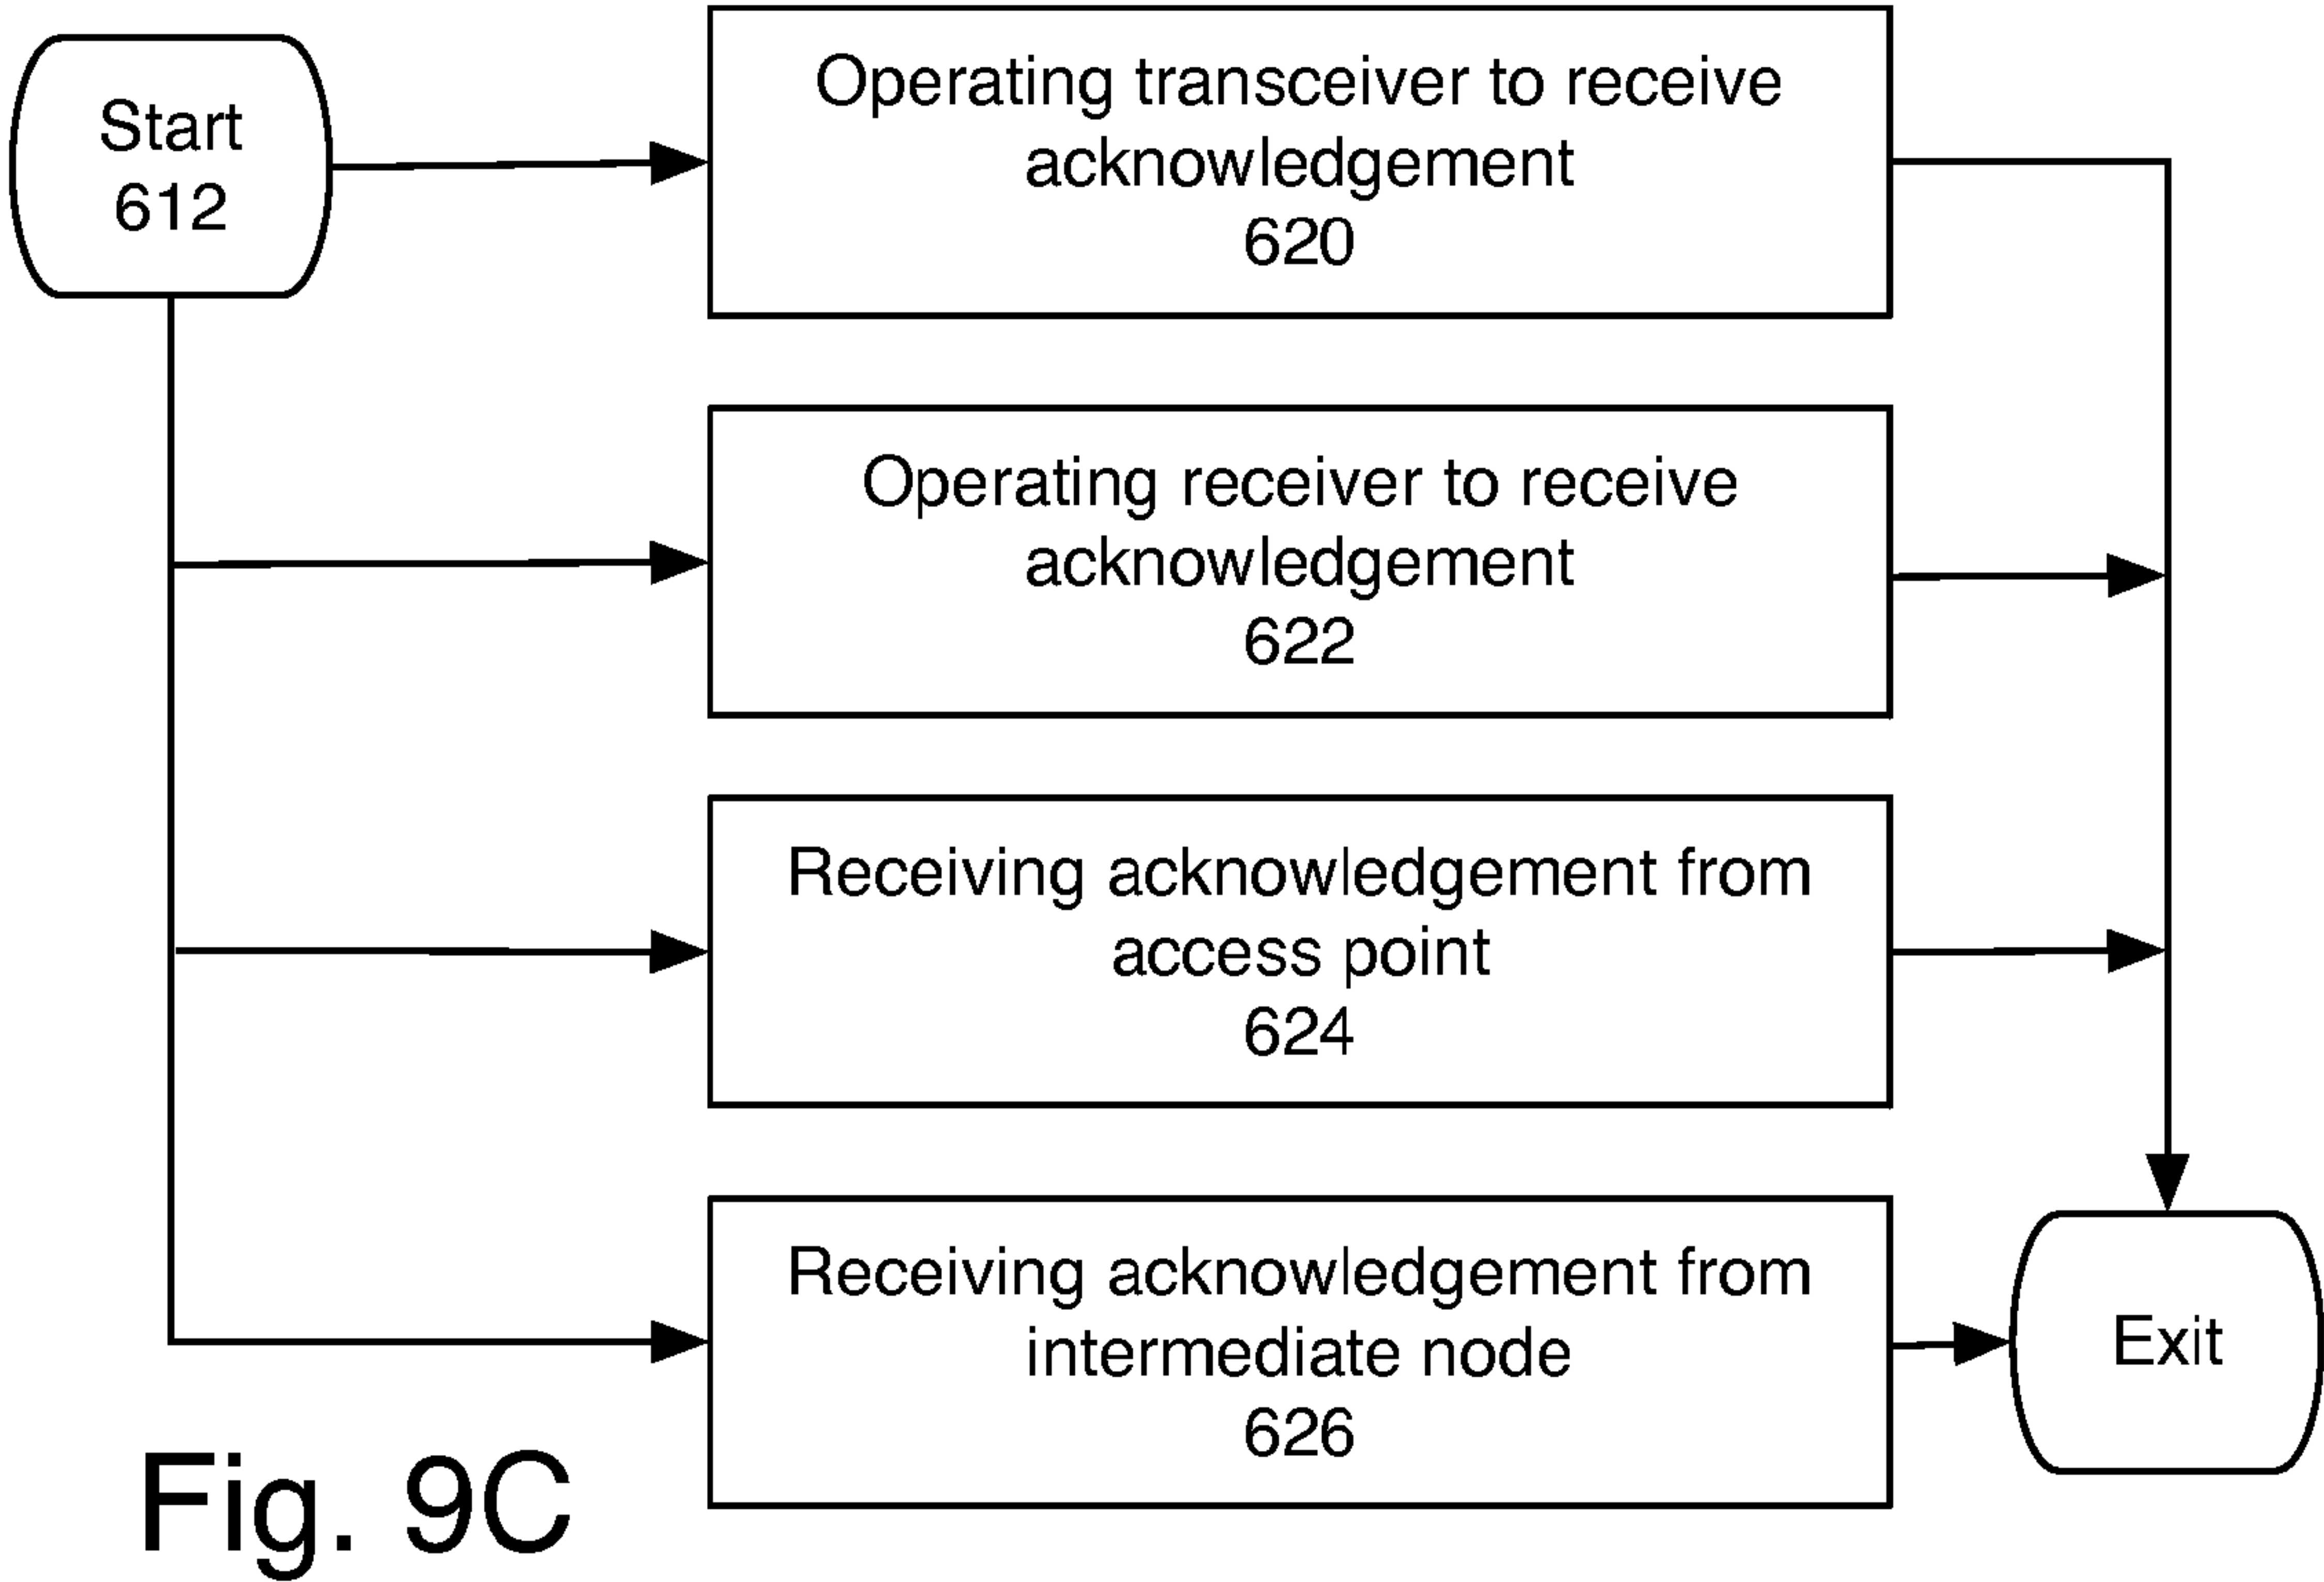 Start
612
Operating transceiver to receive
acknowledgement
620
Operating receiver to receive
acknowledgement
622
Receiving acknowledgement from
access point
624
Receiving acknowledgement from
intermediate node
626
Exit
Fig. 9C